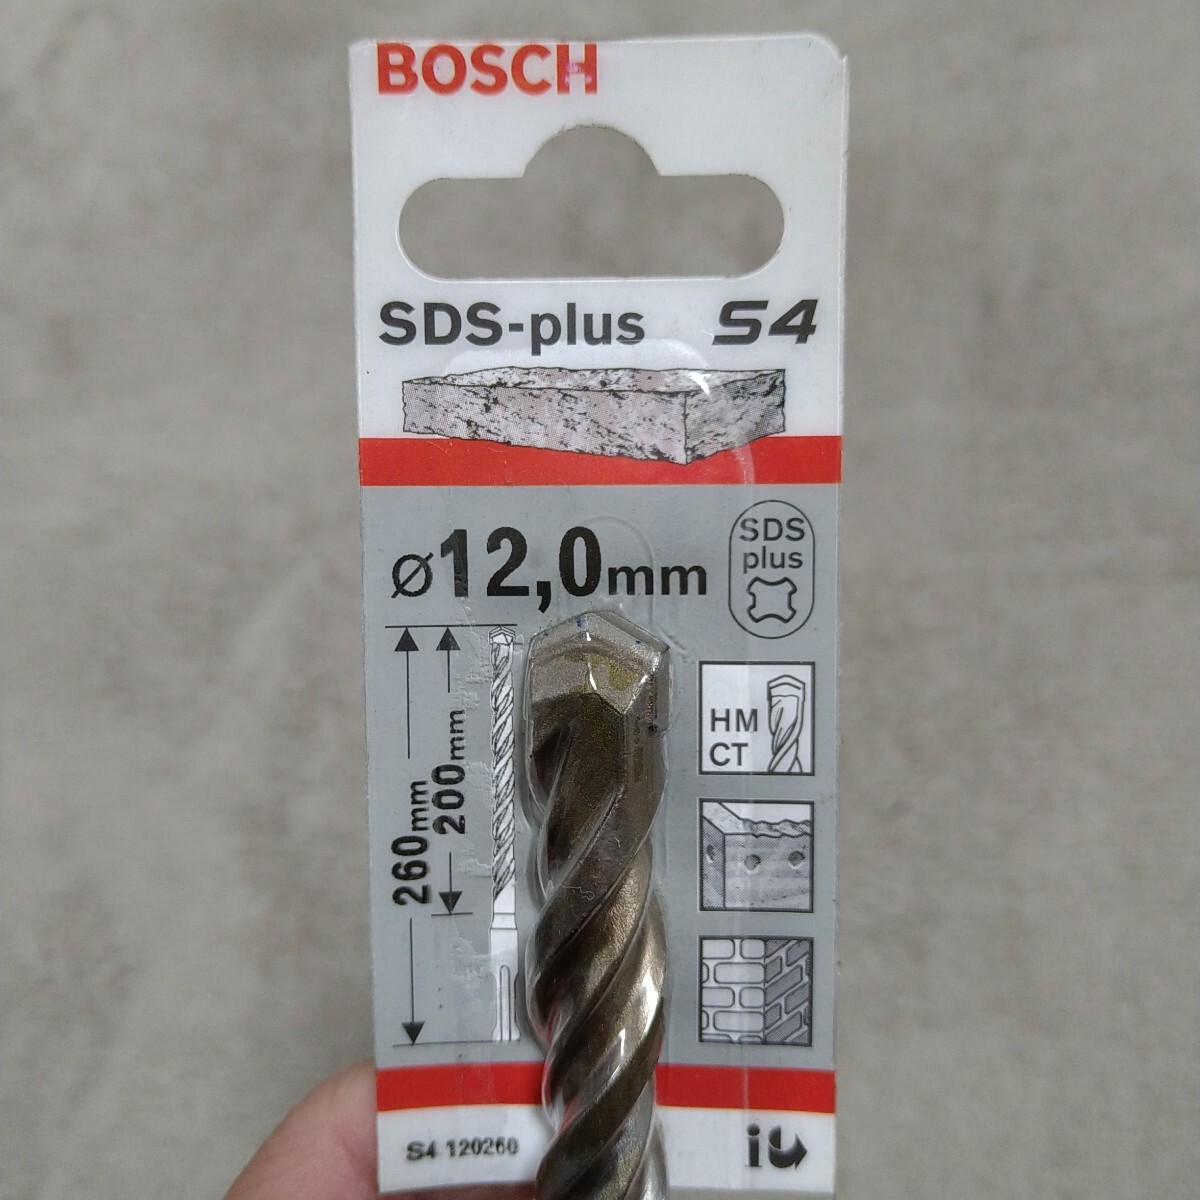 BOSCH
SDS-plus S4
ø12,0mm
SDS
plus
260mm
200mm
HM
CT
S4 120260